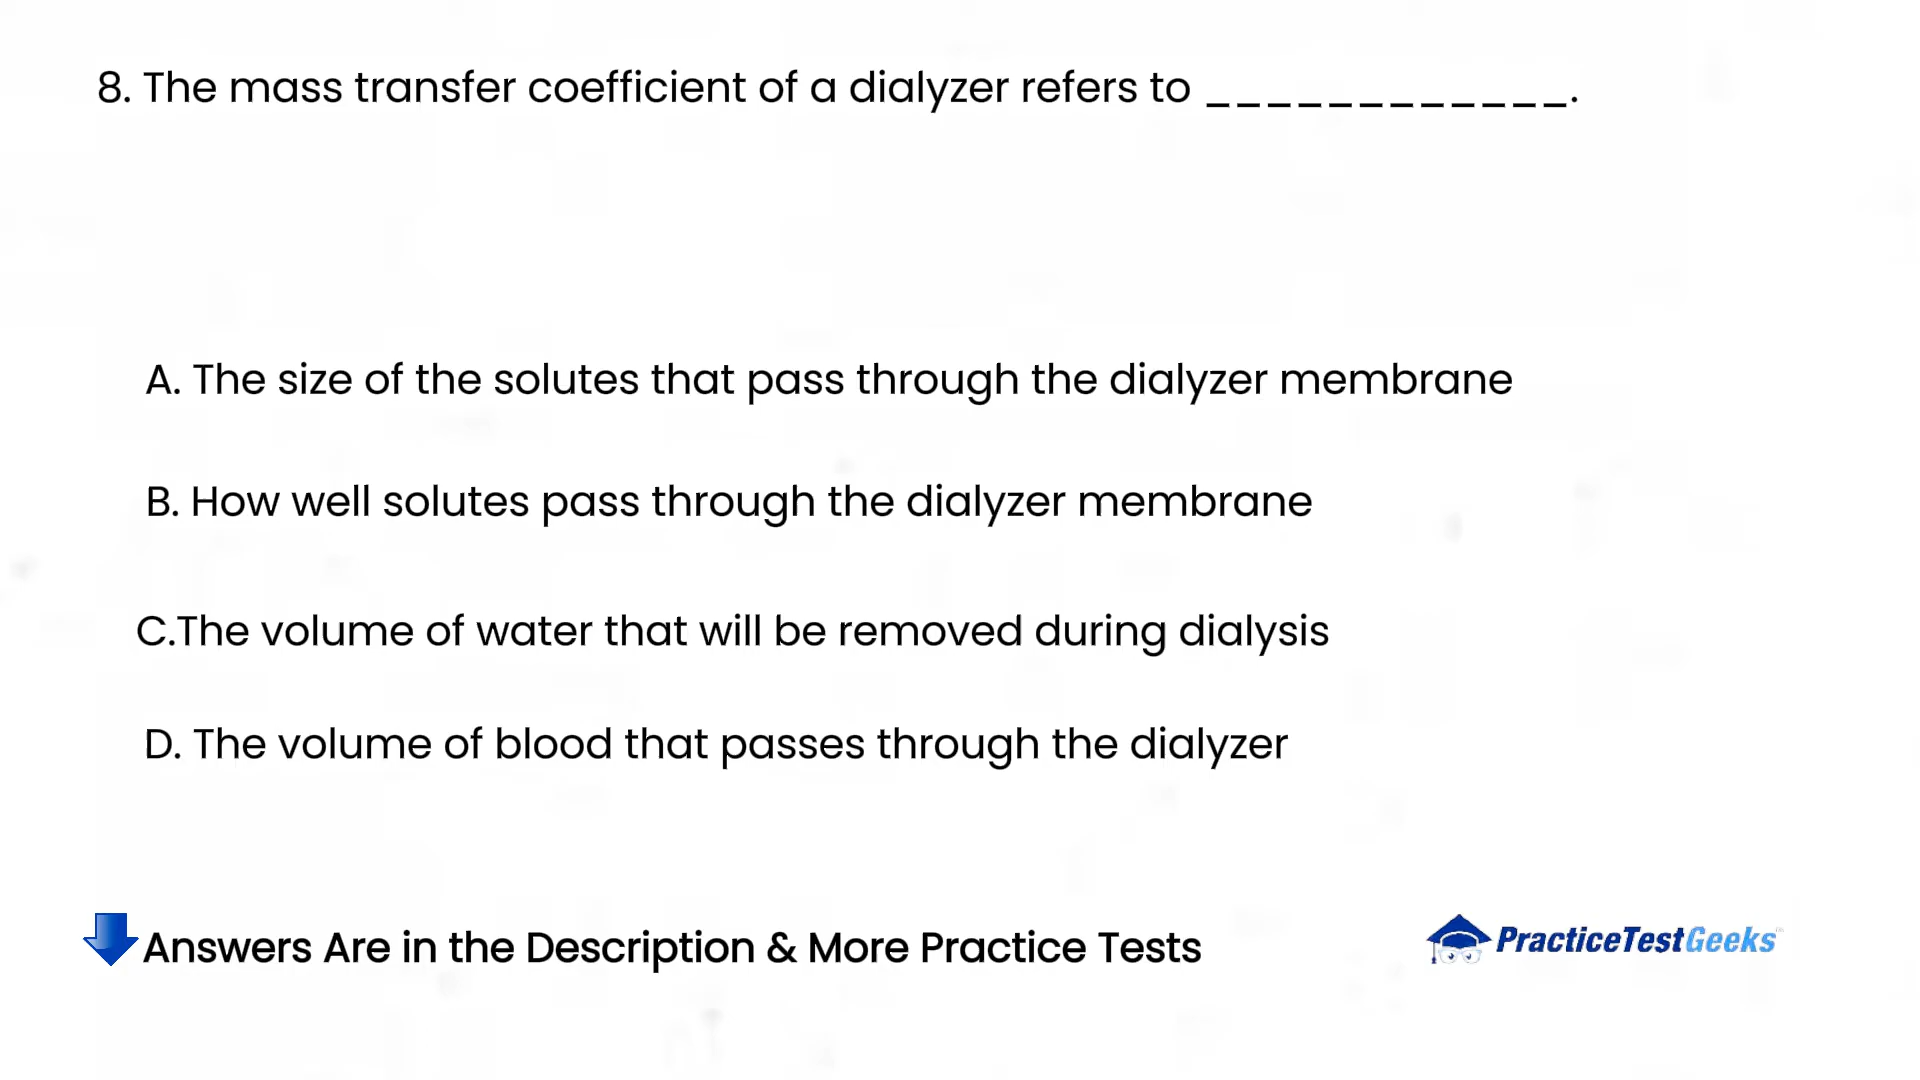 8. The mass transfer coefficient of a dialyzer refers to ____________.
A. The size of the solutes that pass through the dialyzer membrane
B. How well solutes pass through the dialyzer membrane
C.The volume of water that will be removed during dialysis
D. The volume of blood that passes through the dialyzer
Answers Are in the Description & More Practice Tests
PracticeTestGeeks™